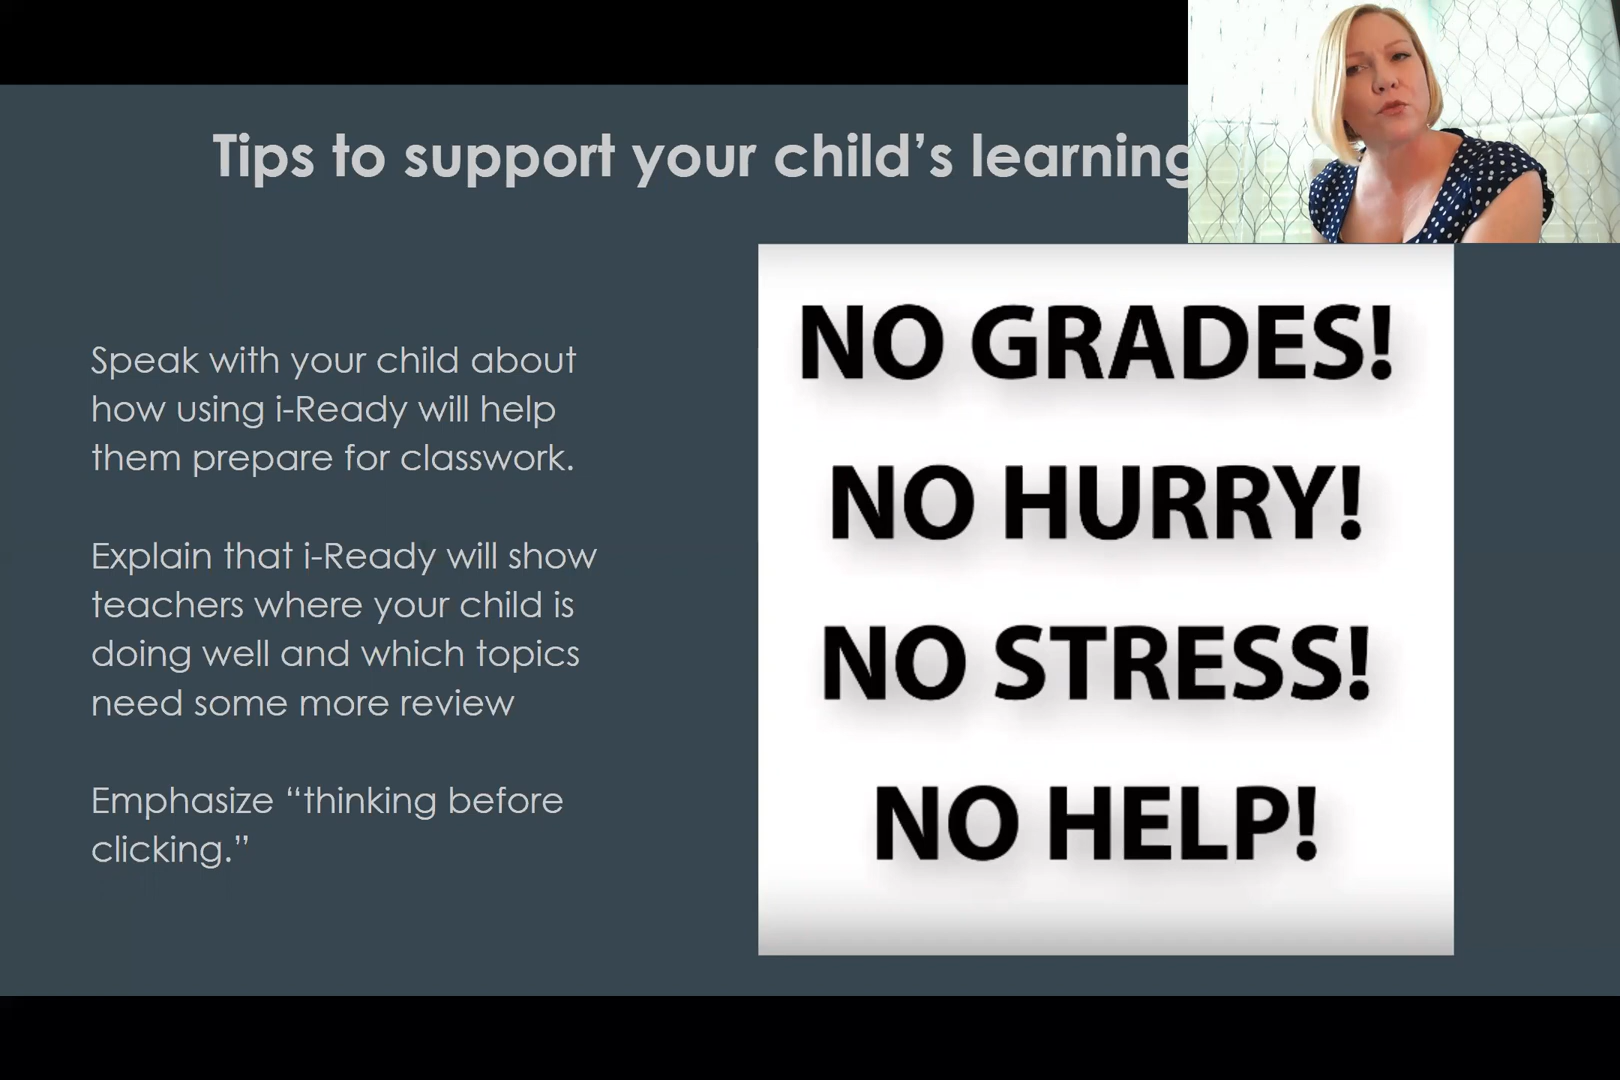 Tips to support your child’s learning
Speak with your child about
how using i-Ready will help
them prepare for classwork.
Explain that i-Ready will show
teachers where your child is
doing well and which topics
need some more review
Emphasize “thinking before
clicking.”
NO GRADES!
NO HURRY!
NO STRESS!
NO HELP!